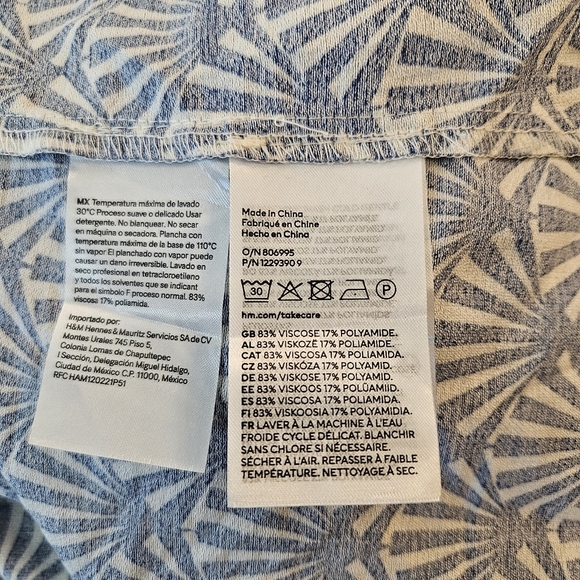 MX Temperatura máxima de lavado
30°C Proceso suave o delicado Usar
detergente. No blanquear. No secar
en máquina o secadora. Plancha con
temperatura máxima de la base de 110°C
sin vapor? El planchado con vapor puede
causar un dano irreversible. Lavado en
seco profesional en tetracloroetileno
y todos los solventes que se indican
para el símbolo F proceso normal. 83%
viscosa 17% poliamida.
Importado por:
H&M Hennes & Mauritz Servicios SA de CV
Montes Urales 745 Piso 5,
Colonia Lomas de Chapultepec
I Sección, Delegación Miguel Hidalgo,
Ciudad de México C.P. 11000, México
RFC HAM120221P51
Made in China
Fabriqué en Chine
Hecho en China
O/N 806995
P/N 1229390 9
30
P
hm.com/takecare
GB 83% VISCOSE 17% POLYAMIDE.
AL 83% VISKOZË 17% POLIAMIDE.
CAT 83% VISCOSA 17% POLIAMIDA.
CZ 83% VISKÓZA 17% POLYAMID.
DE 83% VISKOSE 17% POLYAMID.
EE 83% VISKOOS 17% POLÜAMIID.
ES 83% VISCOSA 17% POLIAMIDA.
FI 83% VISKOOSIA 17% POLYAMIDIA.
FR LAVER À LA MACHINE À L'EAU
FROIDE CYCLE DÉLICAT. BLANCHIR
SANS CHLORE SI NÉCESSAIRE.
SÉCHER À L'AIR. REPASSER À FAIBLE
TEMPÉRATURE. NETTOYAGE À SEC.